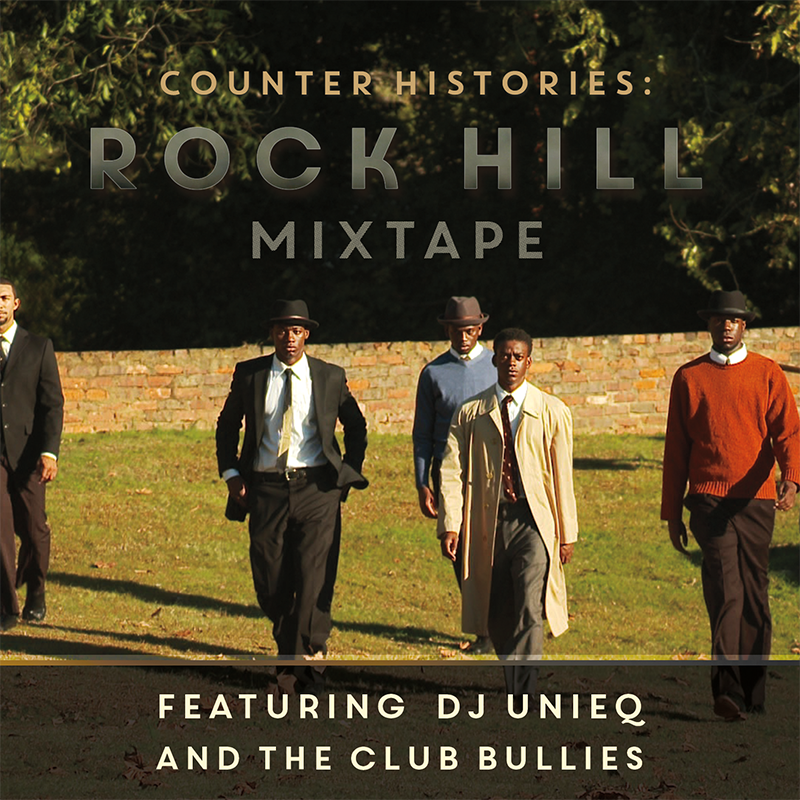 COUNTER HISTORIES:
ROCK HILL
MIXTAPE
FEATURING DJ UNIEQ
AND THE CLUB BULLIES